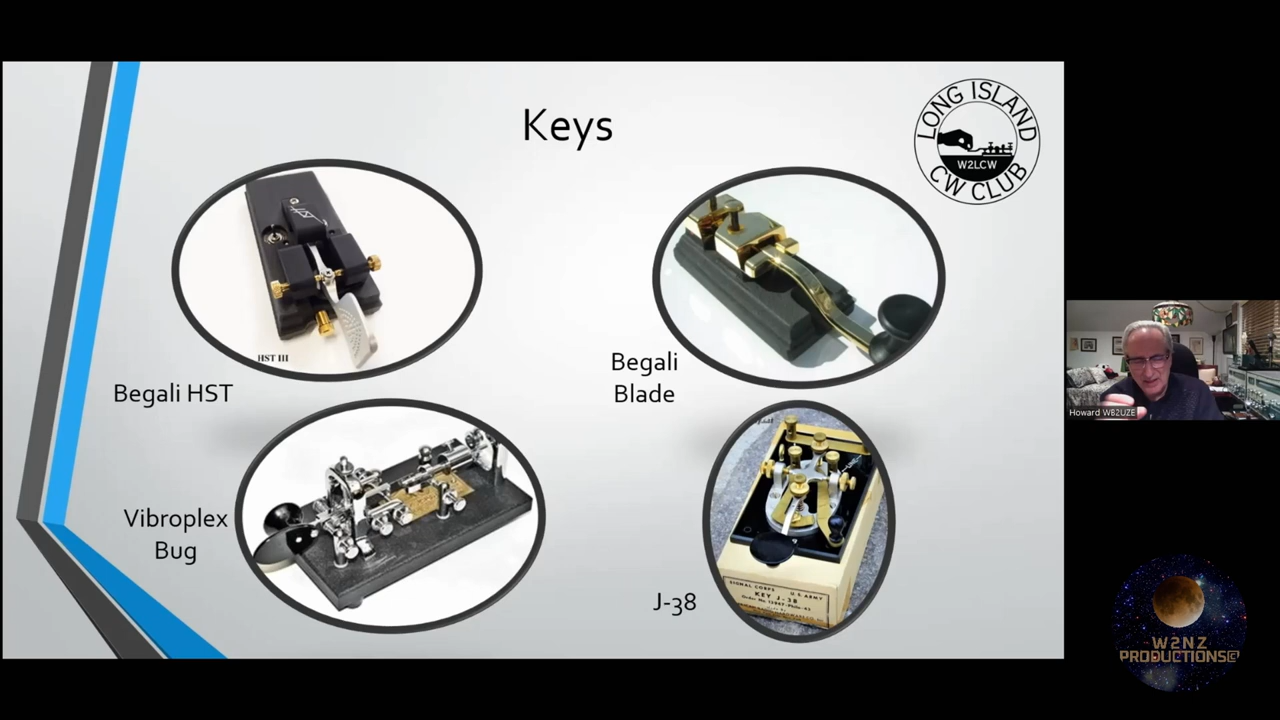 Keys
LONG ISLAND
W2LCW
CW CLUB
HST III
Begali HST
Begali
Blade
Vibroplex
Bug
J-38
SIGNAL CORPS U.S. ARMY
KEY J-38
Howard WB2UZE
W2NZ
PRODUCTIONS©